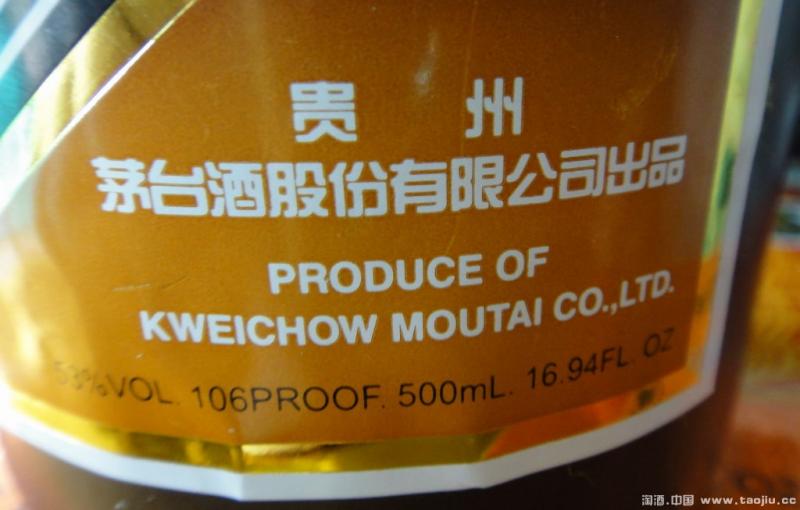 贵州
茅台酒股份有限公司出品
PRODUCE OF
KWEICHOW MOUTAI CO.,LTD.
53%VOL. 106PROOF. 500mL. 16.94FL. OZ
淘酒.中国 www.taojiu.cc